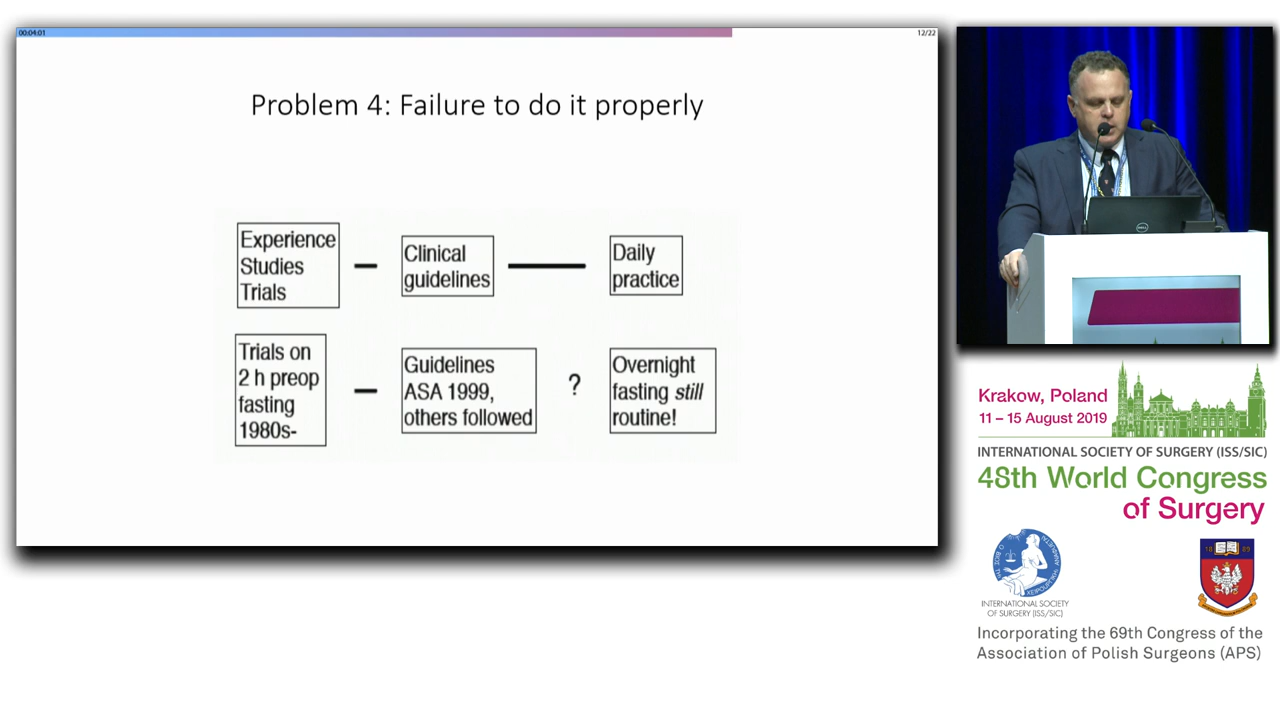 00:04:01
12/22
Problem 4: Failure to do it properly
Experience
Studies
Trials
Clinical
guidelines
Daily
practice
Trials on
2 h preop
fasting
1980s-
Guidelines
ASA 1999,
others followed
?
Overnight
fasting still
routine!
DELL
Krakow, Poland
11 – 15 August 2019
INTERNATIONAL SOCIETY OF SURGERY (ISS/SIC)
48th World Congress
of Surgery
INTERNATIONAL SOCIETY
OF SURGERY (ISS/SIC)
18 89
Incorporating the 69th Congress of the
Association of Polish Surgeons (APS)